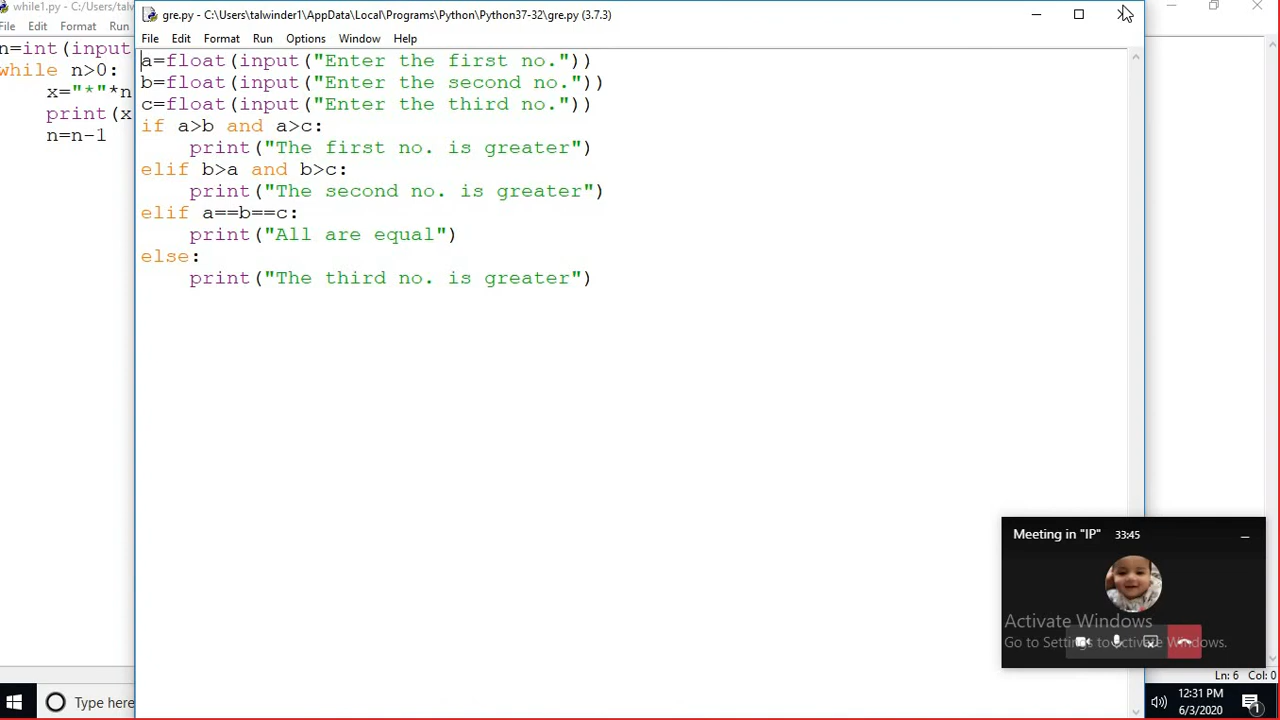 while1.py - C:/Users/talw
File Edit Format Run
n=int(input
while n>0:
x="*"*n
print(x
n=n-1
gre.py - C:\Users\talwinder1\AppData\Local\Programs\Python\Python37-32\gre.py (3.7.3)
File Edit Format Run Options Window Help
a=float(input("Enter the first no."))
b=float(input("Enter the second no."))
c=float(input("Enter the third no."))
if a>b and a>c:
print("The first no. is greater")
elif b>a and b>c:
print("The second no. is greater")
elif a==b==c:
print("All are equal")
else:
print("The third no. is greater")
Meeting in "IP" 33:45
Activate Windows
Go to Settings to Activate Windows.
Ln: 6 Col: 0
Type here
12:31 PM
6/3/2020
1